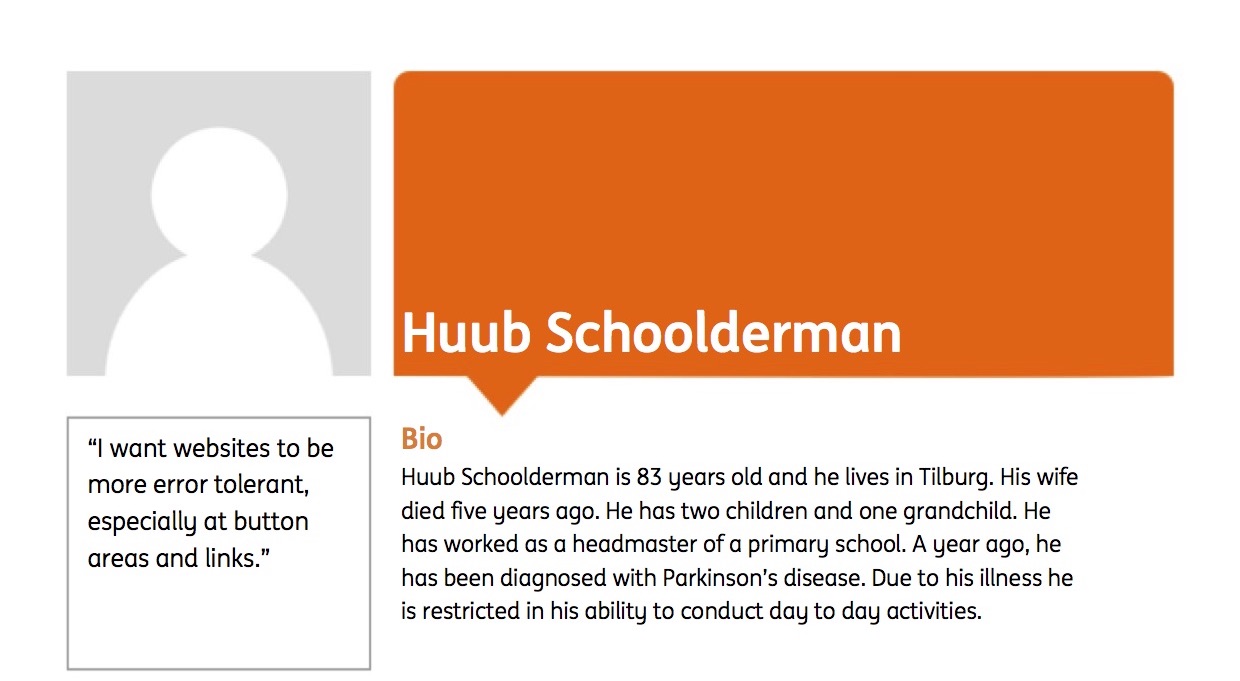 Huub Schoolderman
“I want websites to be
more error tolerant,
especially at button
areas and links.”
Bio
Huub Schoolderman is 83 years old and he lives in Tilburg. His wife
died five years ago. He has two children and one grandchild. He
has worked as a headmaster of a primary school. A year ago, he
has been diagnosed with Parkinson’s disease. Due to his illness he
is restricted in his ability to conduct day to day activities.